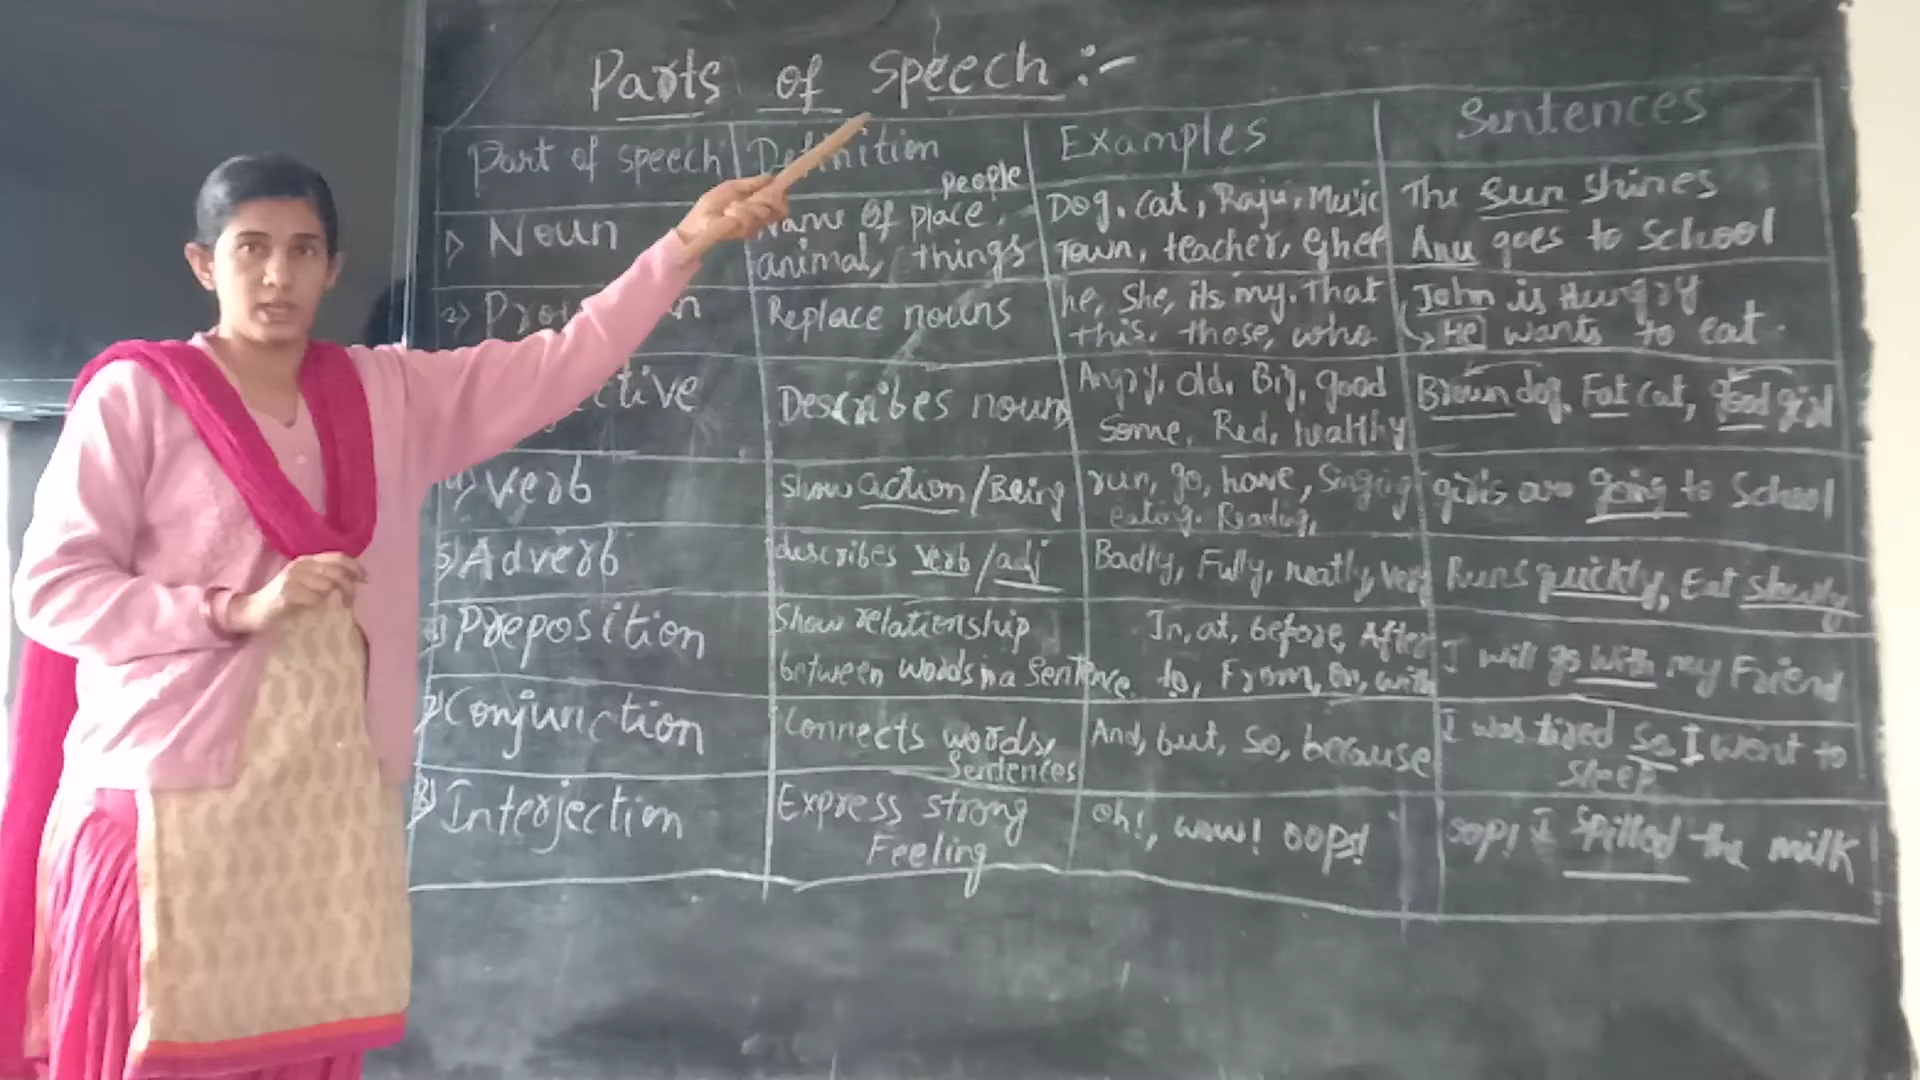 Parts of Speech :-
Part of speech Definition Examples Sentences
1) Noun
people
Name of place,
animal, things
Dog, cat, Raju, Music
Town, teacher, Ghee
The Sun shines
Anu goes to School
2)
Replace nouns
he, She, its my. that
this. those, who
John is Hungry
He wants to eat.
Describes nouns
Angry, old, Big, good
Some, Red, healthy
Brown dog, Fat cat, good girl
4) Verb
show action/Being
run, go, have,
eating. Reading,
are going to School
5) Adverb
describes verb/adj
Badly, Fully, neatly, very
Runs quickly, Eat slowly
Preposition
Show relationship
between words in a Sentence
In, at, before, After
to, From, on, with
I will go with my Friend
7) Conjunction
Connects words,
Sentences
And, but, So, because
I was tired So I went to
Sleep
8) Interjection
Express strong
Feeling
oh!, wow! oops!
oop! I Spilled the milk